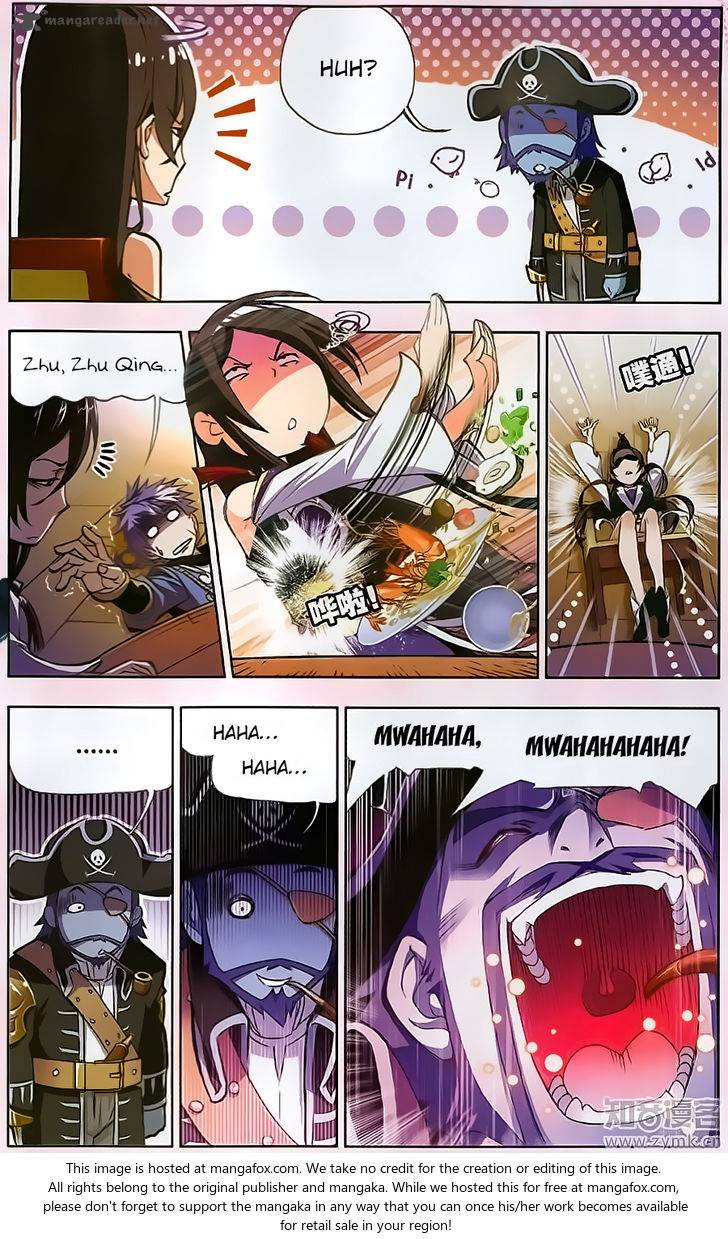 mangareader.net
HUH?
Pi
Id
Zhu, Zhu Qing...
哗啦!
噗通!
......
HAHA...
HAHA...
MWAHAHA,
MWAHAHAHAHA!
知音漫客
www.zymk.cn
This image is hosted at mangafox.com. We take no credit for the creation or editing of this image.
All rights belong to the original publisher and mangaka. While we hosted this for free at mangafox.com,
please don't forget to support the mangaka in any way that you can once his/her work becomes available
for retail sale in your region!